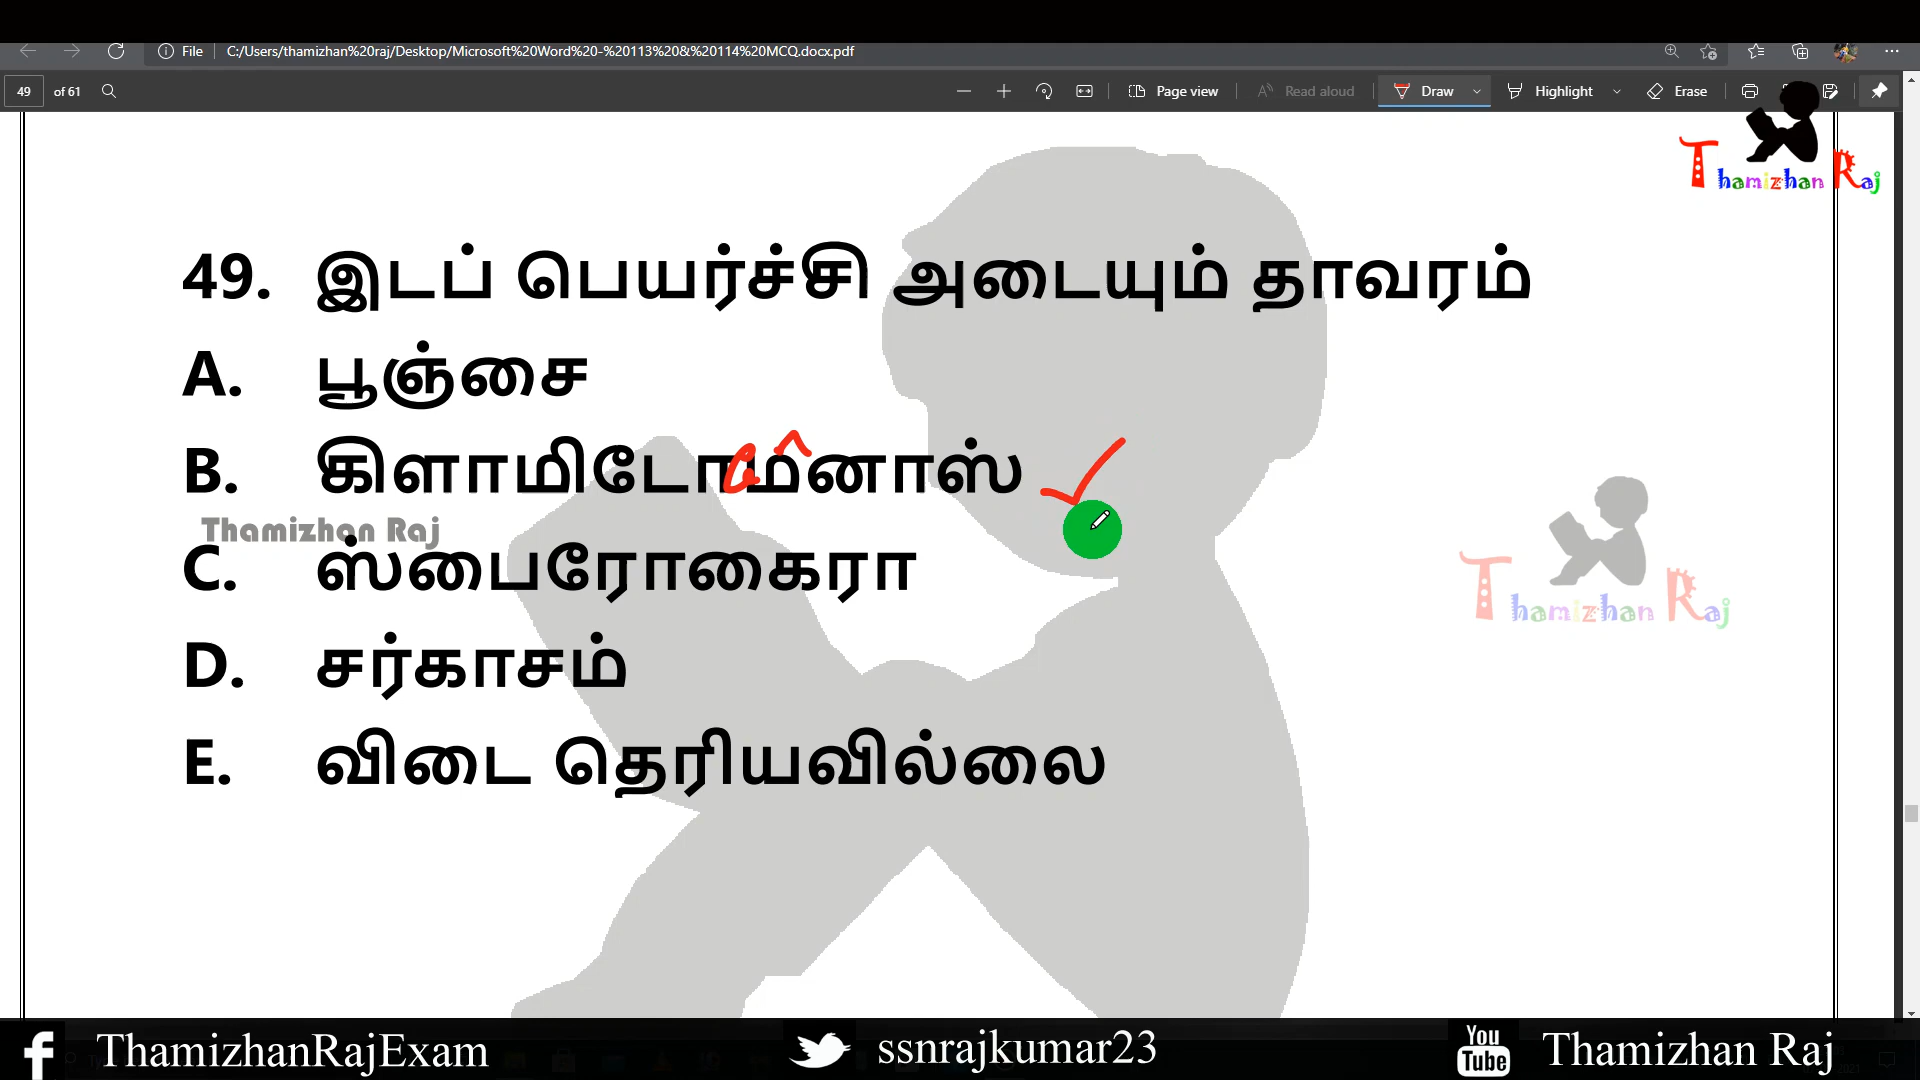 File C:/Users/thamizhan%20raj/Desktop/Microsoft%20Word%20-%20113%20&%20114%20MCQ.docx.pdf
49 of 61 Page view Read aloud Draw Highlight Erase
Thamizhan Raj
49. இடப் பெயர்ச்சி அடையும் தாவரம்
A. பூஞ்சை
B. கிளாமிடோமனாஸ்
Thamizhan Raj
C. ஸ்பைரோகைரா
Thamizhan Raj
D. சர்காசம்
E. விடை தெரியவில்லை
ThamizhanRajExam ssnrajkumar23 You Tube Thamizhan Raj